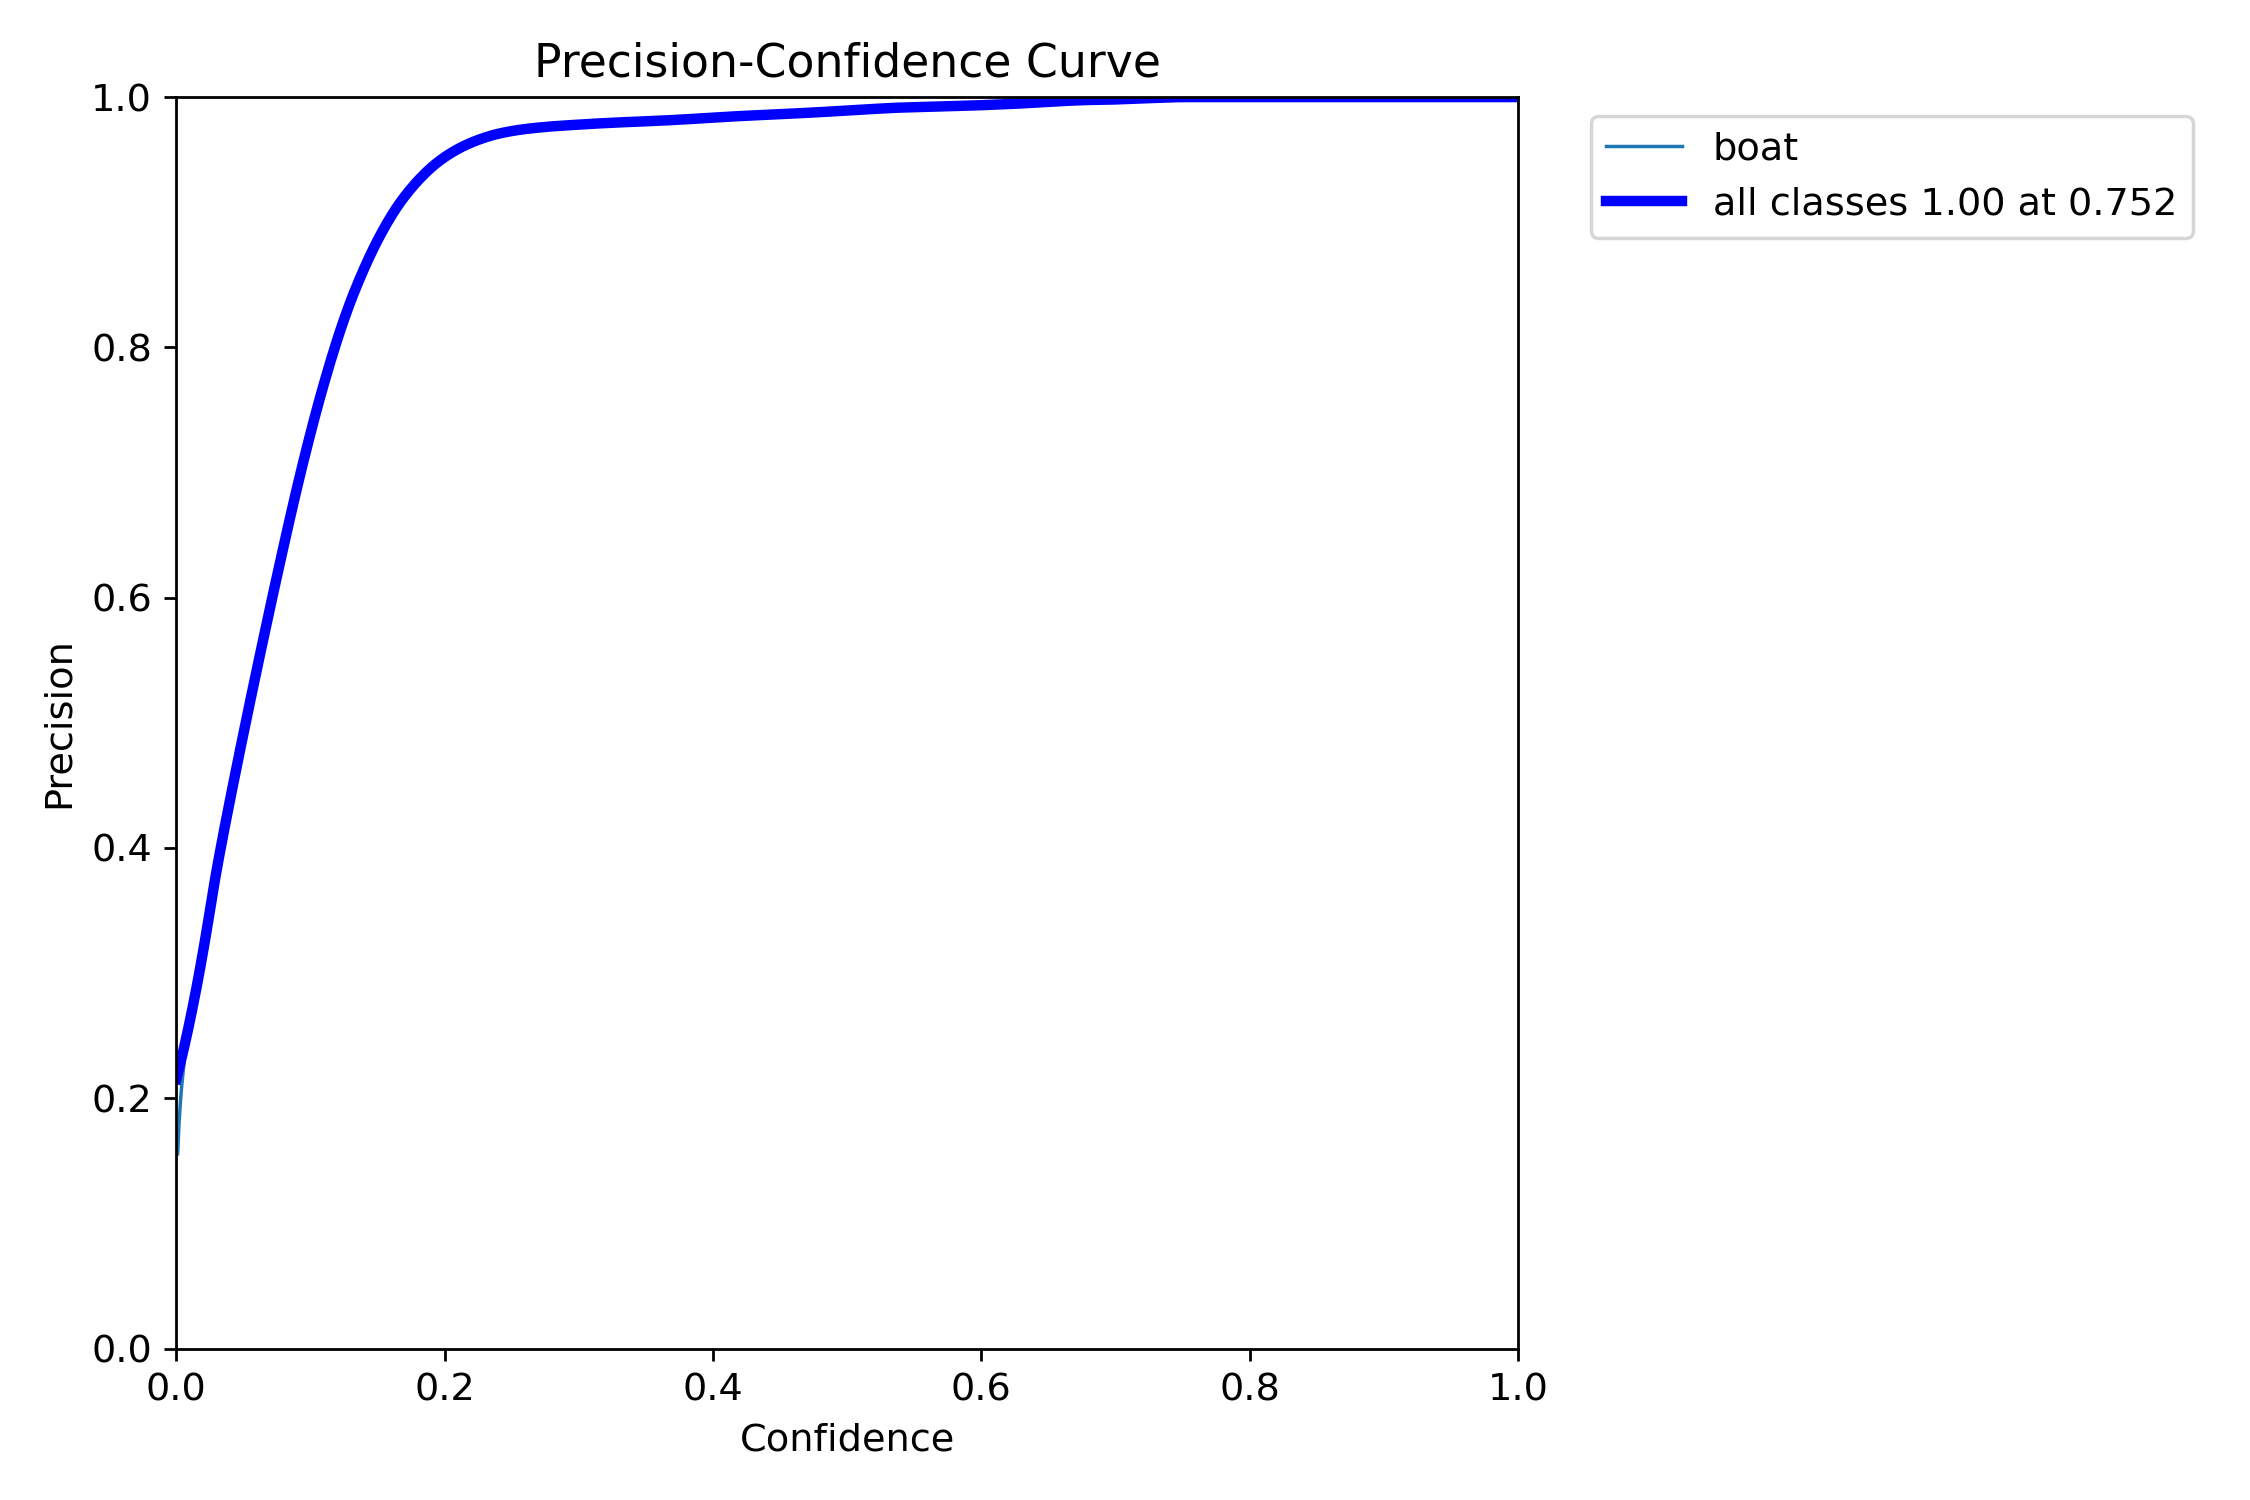 Precision-Confidence Curve
1.0
0.8
0.6
0.4
0.2
0.0
Precision
0.0 0.2 0.4 0.6 0.8 1.0
Confidence
boat
all classes 1.00 at 0.752